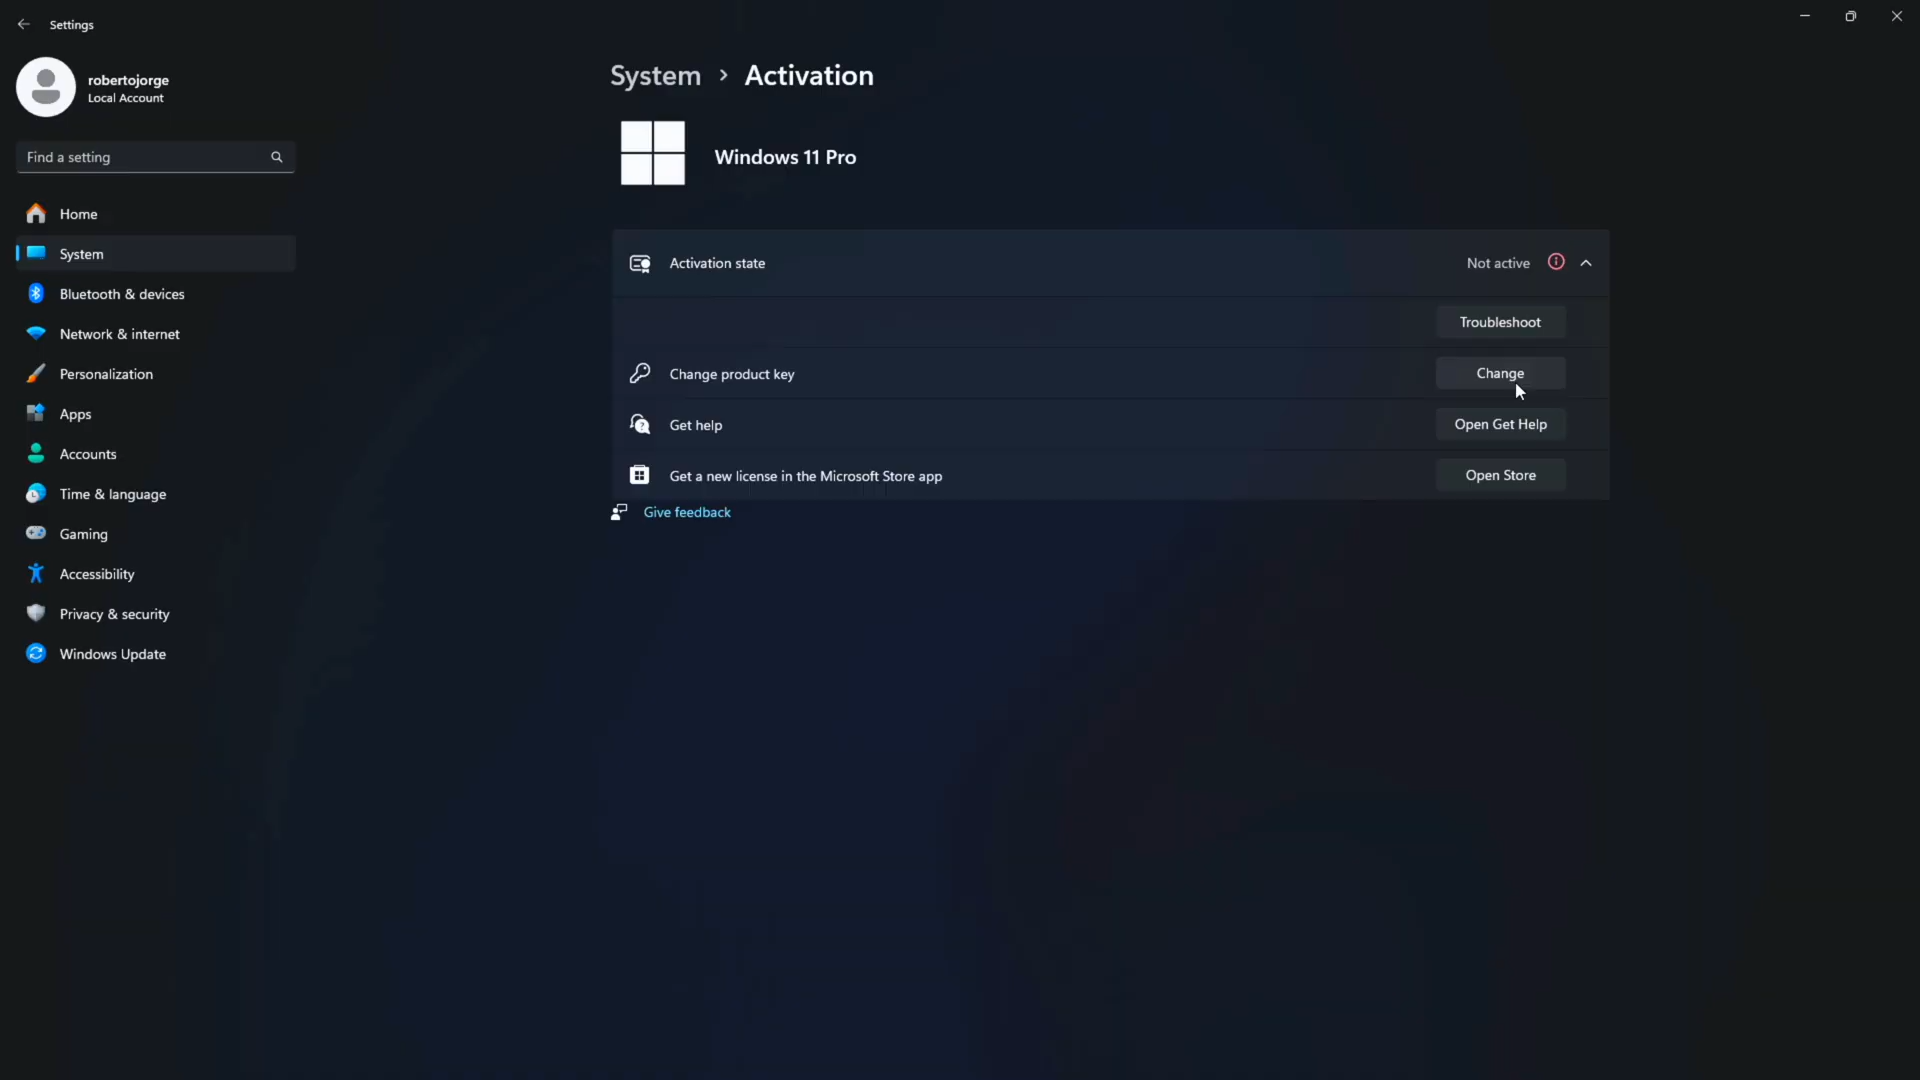 Settings
robertojorge
Local Account
Find a setting
Home
System
Bluetooth & devices
Network & internet
Personalization
Apps
Accounts
Time & language
Gaming
Accessibility
Privacy & security
Windows Update
System > Activation
Windows 11 Pro
Activation state Not active
Troubleshoot
Change product key Change
Get help Open Get Help
Get a new license in the Microsoft Store app Open Store
Give feedback